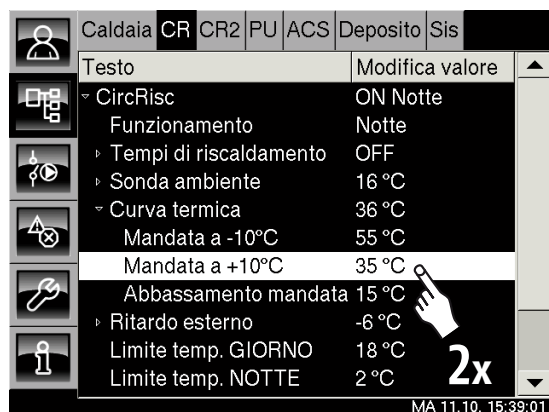 Caldaia CR CR2 PU ACS Deposito Sis
Testo Modifica valore
CircRisc ON Notte
Funzionamento Notte
Tempi di riscaldamento OFF
Sonda ambiente 16 °C
Curva termica 36 °C
Mandata a -10°C 55 °C
Mandata a +10°C 35 °C
Abbassamento mandata 15 °C
Ritardo esterno -6 °C
Limite temp. GIORNO 18 °C
Limite temp. NOTTE 2 °C
2x
MA 11.10, 15:39:01